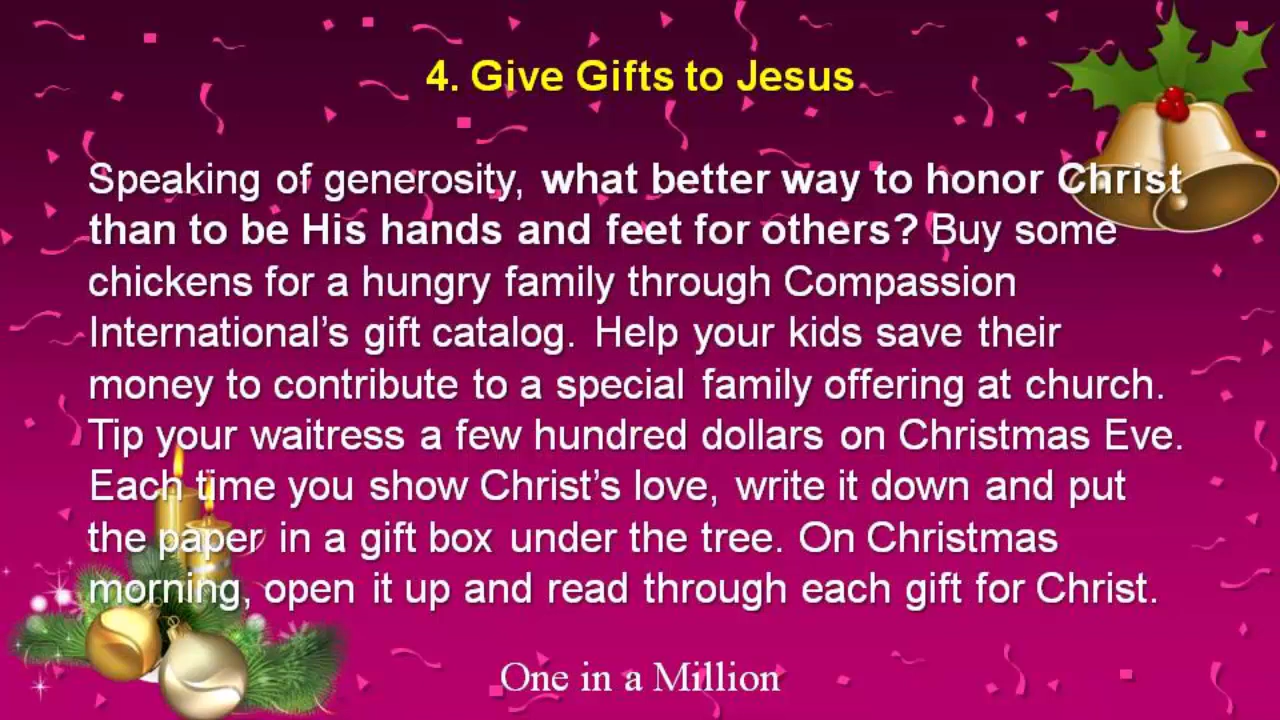 4. Give Gifts to Jesus
Speaking of generosity, what better way to honor Christ
than to be His hands and feet for others? Buy some
chickens for a hungry family through Compassion
International’s gift catalog. Help your kids save their
money to contribute to a special family offering at church.
Tip your waitress a few hundred dollars on Christmas Eve.
Each time you show Christ’s love, write it down and put
the paper in a gift box under the tree. On Christmas
morning, open it up and read through each gift for Christ.
One in a Million